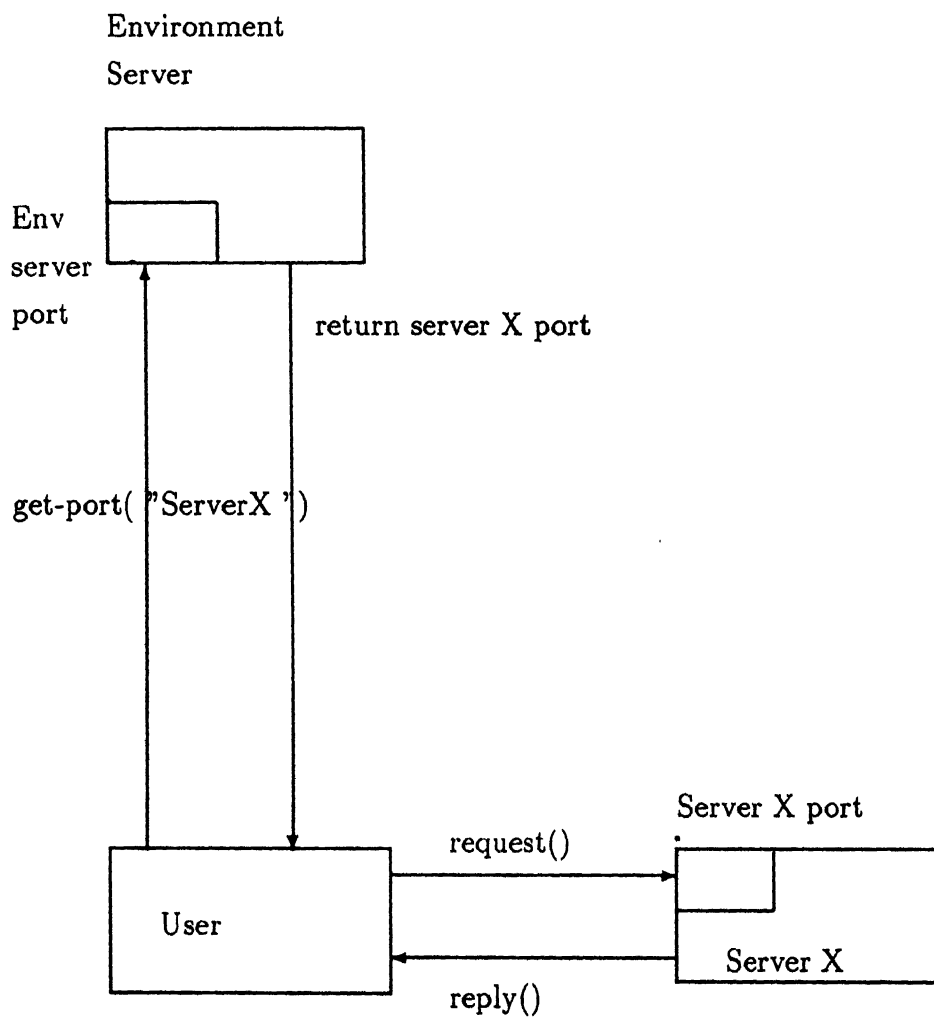 Environment
Server
Env
server
port
return server X port
get-port( "ServerX ")
Server X port
request()
User
Server X
reply()